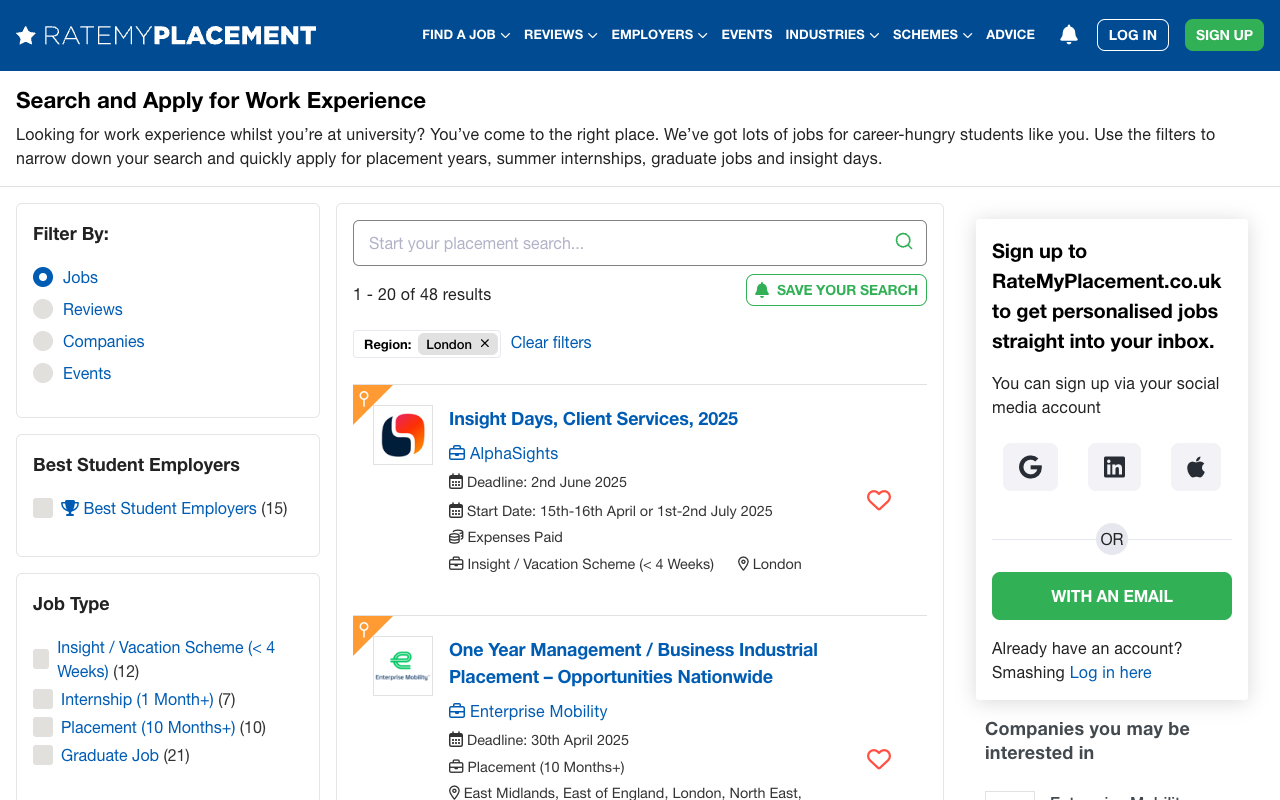 RATEMYPLACEMENT
FIND A JOB
REVIEWS
EMPLOYERS
EVENTS
INDUSTRIES
SCHEMES
ADVICE
LOG IN
SIGN UP
Search and Apply for Work Experience
Looking for work experience whilst you’re at university? You’ve come to the right place. We’ve got lots of jobs for career-hungry students like you. Use the filters to
narrow down your search and quickly apply for placement years, summer internships, graduate jobs and insight days.
Filter By:
Jobs
Reviews
Companies
Events
Best Student Employers
Best Student Employers (15)
Job Type
Insight / Vacation Scheme (< 4
Weeks) (12)
Internship (1 Month+) (7)
Placement (10 Months+) (10)
Graduate Job (21)
Start your placement search...
1 - 20 of 48 results
SAVE YOUR SEARCH
Region: London ✕ Clear filters
Insight Days, Client Services, 2025
AlphaSights
Deadline: 2nd June 2025
Start Date: 15th-16th April or 1st-2nd July 2025
Expenses Paid
Insight / Vacation Scheme (< 4 Weeks) London
Enterprise Mobility
One Year Management / Business Industrial
Placement – Opportunities Nationwide
Enterprise Mobility
Deadline: 30th April 2025
Placement (10 Months+)
East Midlands, East of England, London, North East,
Sign up to
RateMyPlacement.co.uk
to get personalised jobs
straight into your inbox.
You can sign up via your social
media account
OR
WITH AN EMAIL
Already have an account?
Smashing Log in here
Companies you may be
interested in
Enterprise Mobility